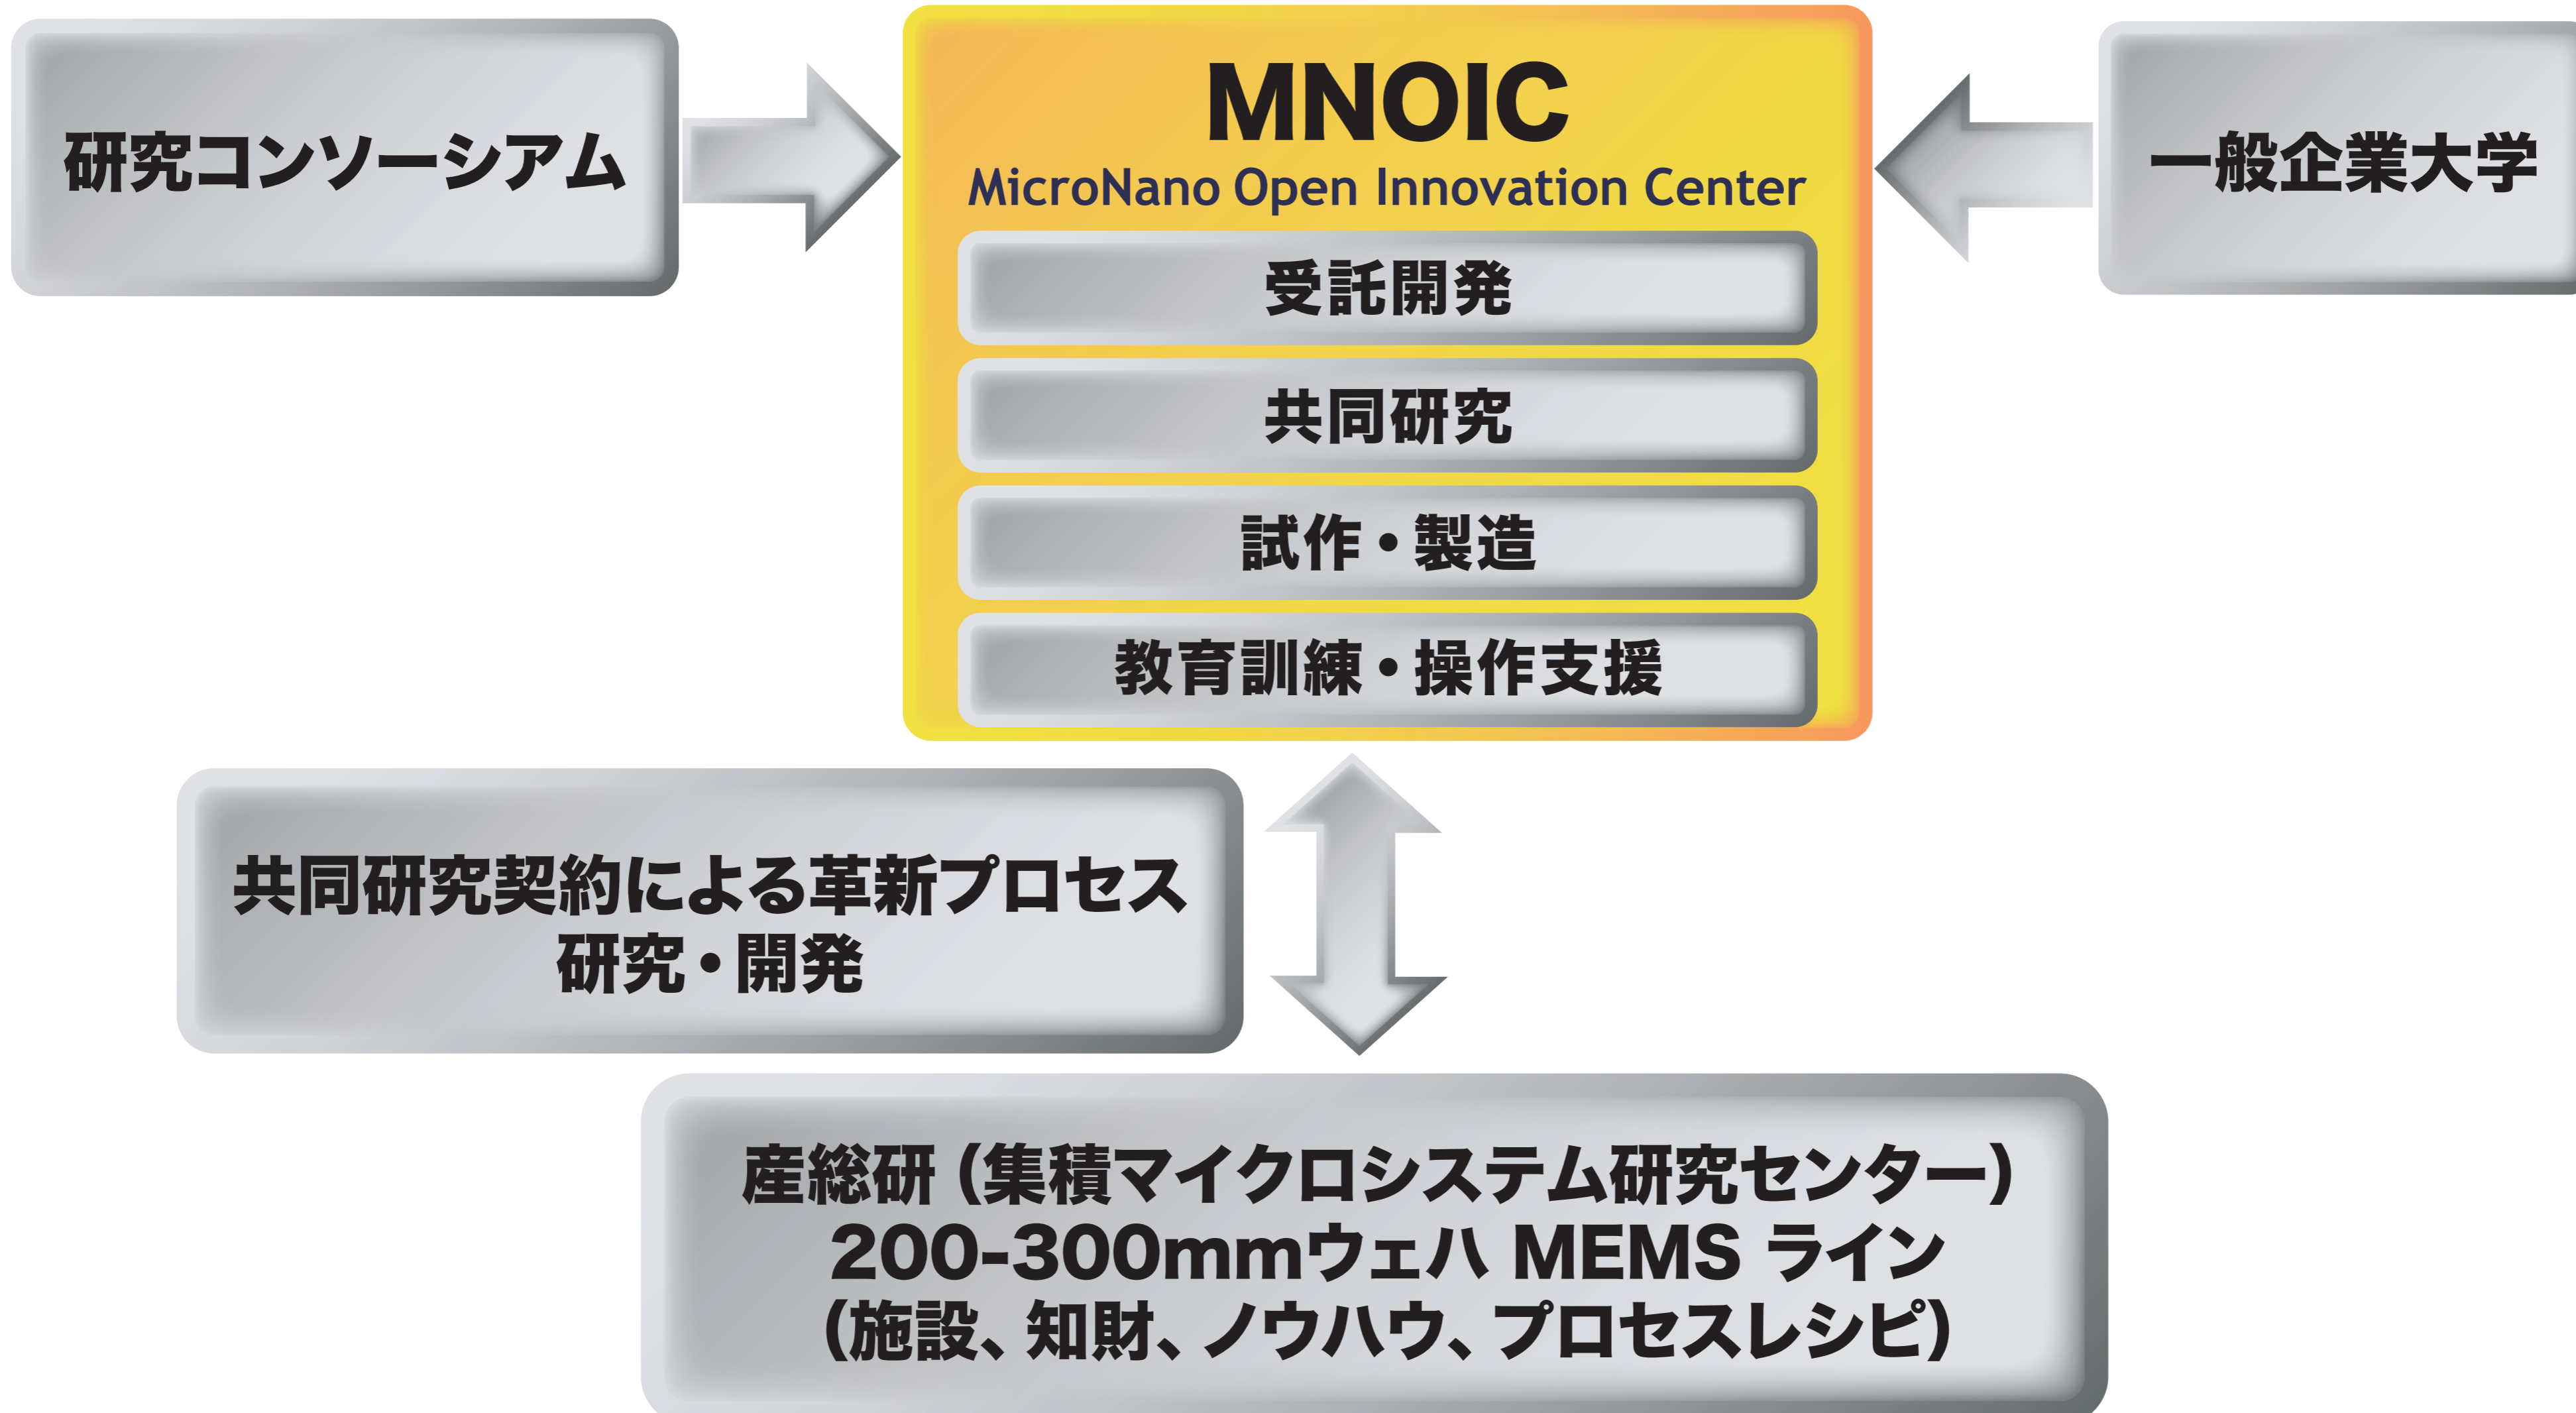 研究コンソーシアム
MNOIC
MicroNano Open Innovation Center
受託開発
共同研究
試作・製造
教育訓練・操作支援
一般企業大学
共同研究契約による革新プロセス
研究・開発
産総研（集積マイクロシステム研究センター）
200-300mmウェハ MEMS ライン
（施設、知財、ノウハウ、プロセスレシピ）